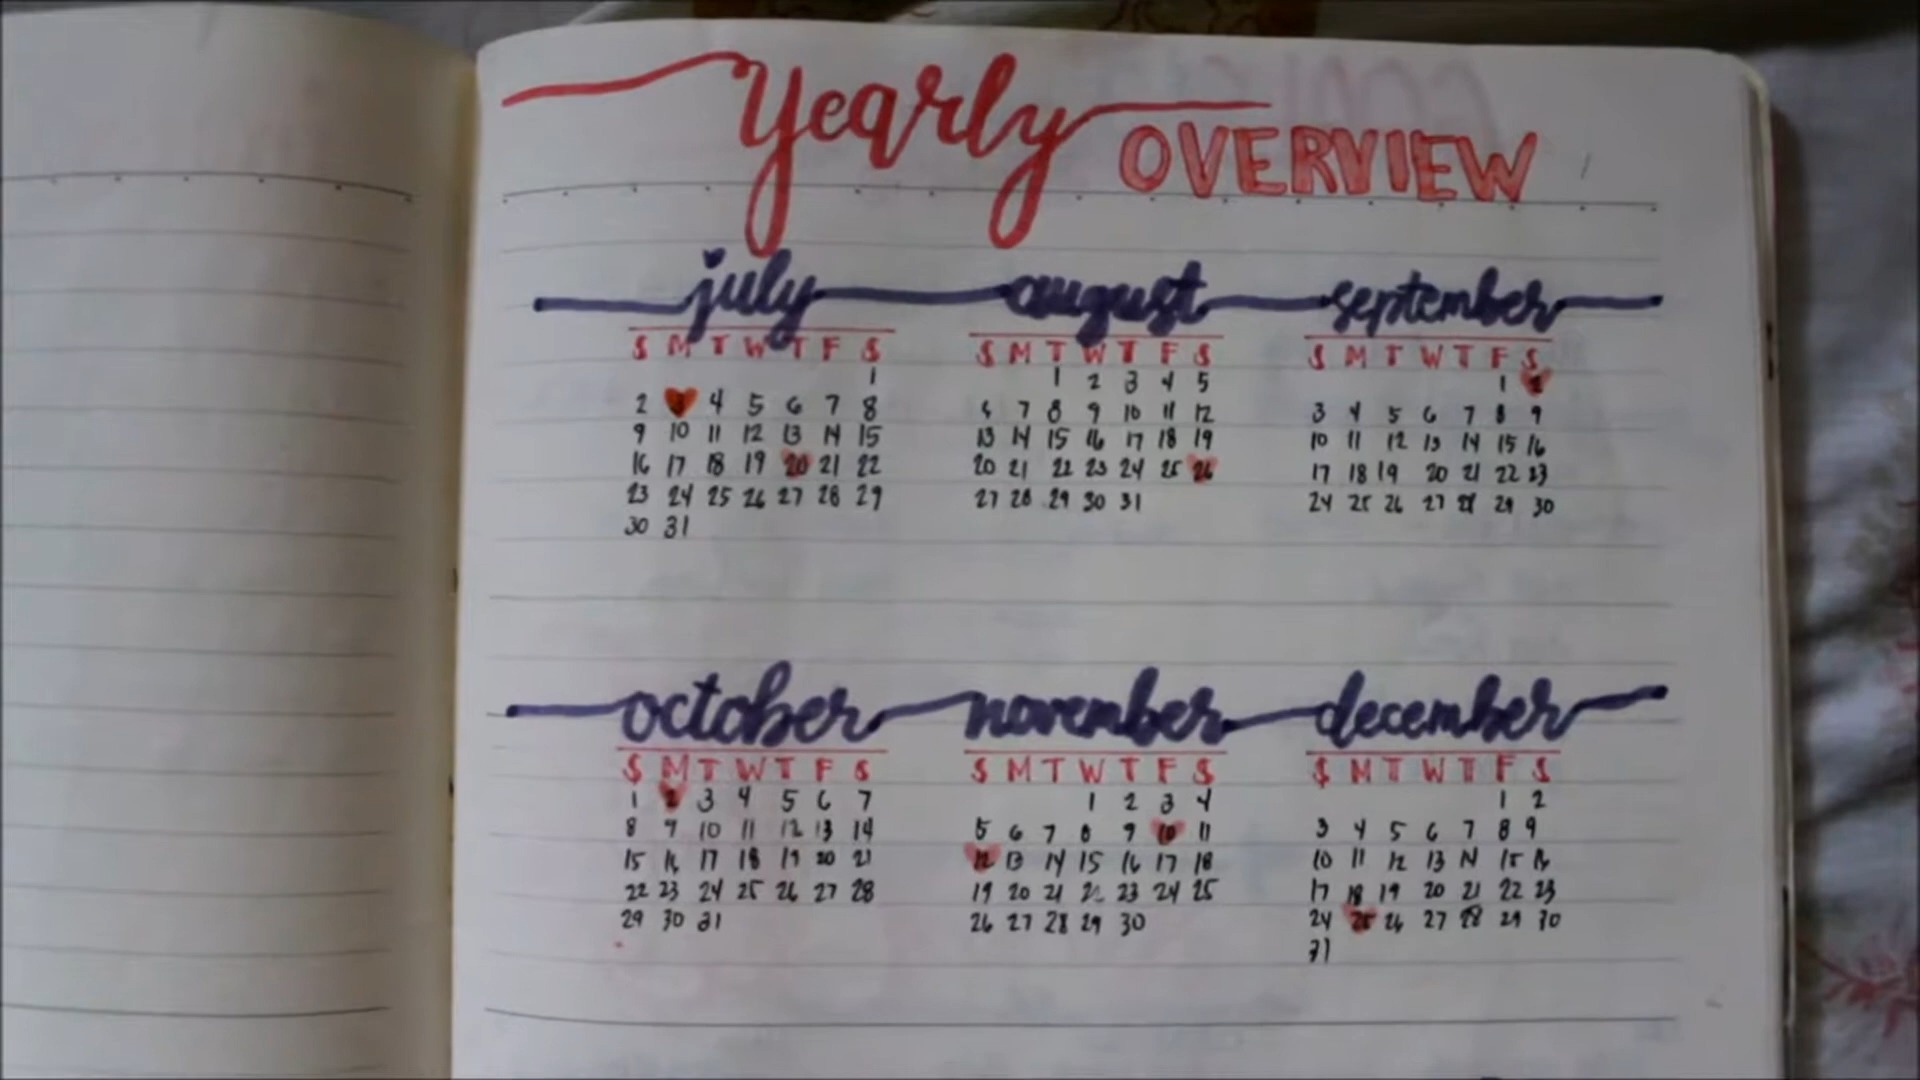 Yearly OVERVIEW
july august september
S M T W T F S S M T W T F S S M T W T F S
1 1 2 3 4 5 1 2
2 3 4 5 6 7 8 6 7 8 9 10 11 12 3 4 5 6 7 8 9
9 10 11 12 13 14 15 13 14 15 16 17 18 19 10 11 12 13 14 15 16
16 17 18 19 20 21 22 20 21 22 23 24 25 26 17 18 19 20 21 22 23
23 24 25 26 27 28 29 27 28 29 30 31 24 25 26 27 28 29 30
30 31
october november december
S M T W T F S S M T W T F S S M T W T F S
1 2 3 4 5 6 7 1 2 3 4 1 2
8 9 10 11 12 13 14 5 6 7 8 9 10 11 3 4 5 6 7 8 9
15 16 17 18 19 20 21 12 13 14 15 16 17 18 10 11 12 13 14 15 16
22 23 24 25 26 27 28 19 20 21 22 23 24 25 17 18 19 20 21 22 23
29 30 31 26 27 28 29 30 24 25 26 27 28 29 30
31